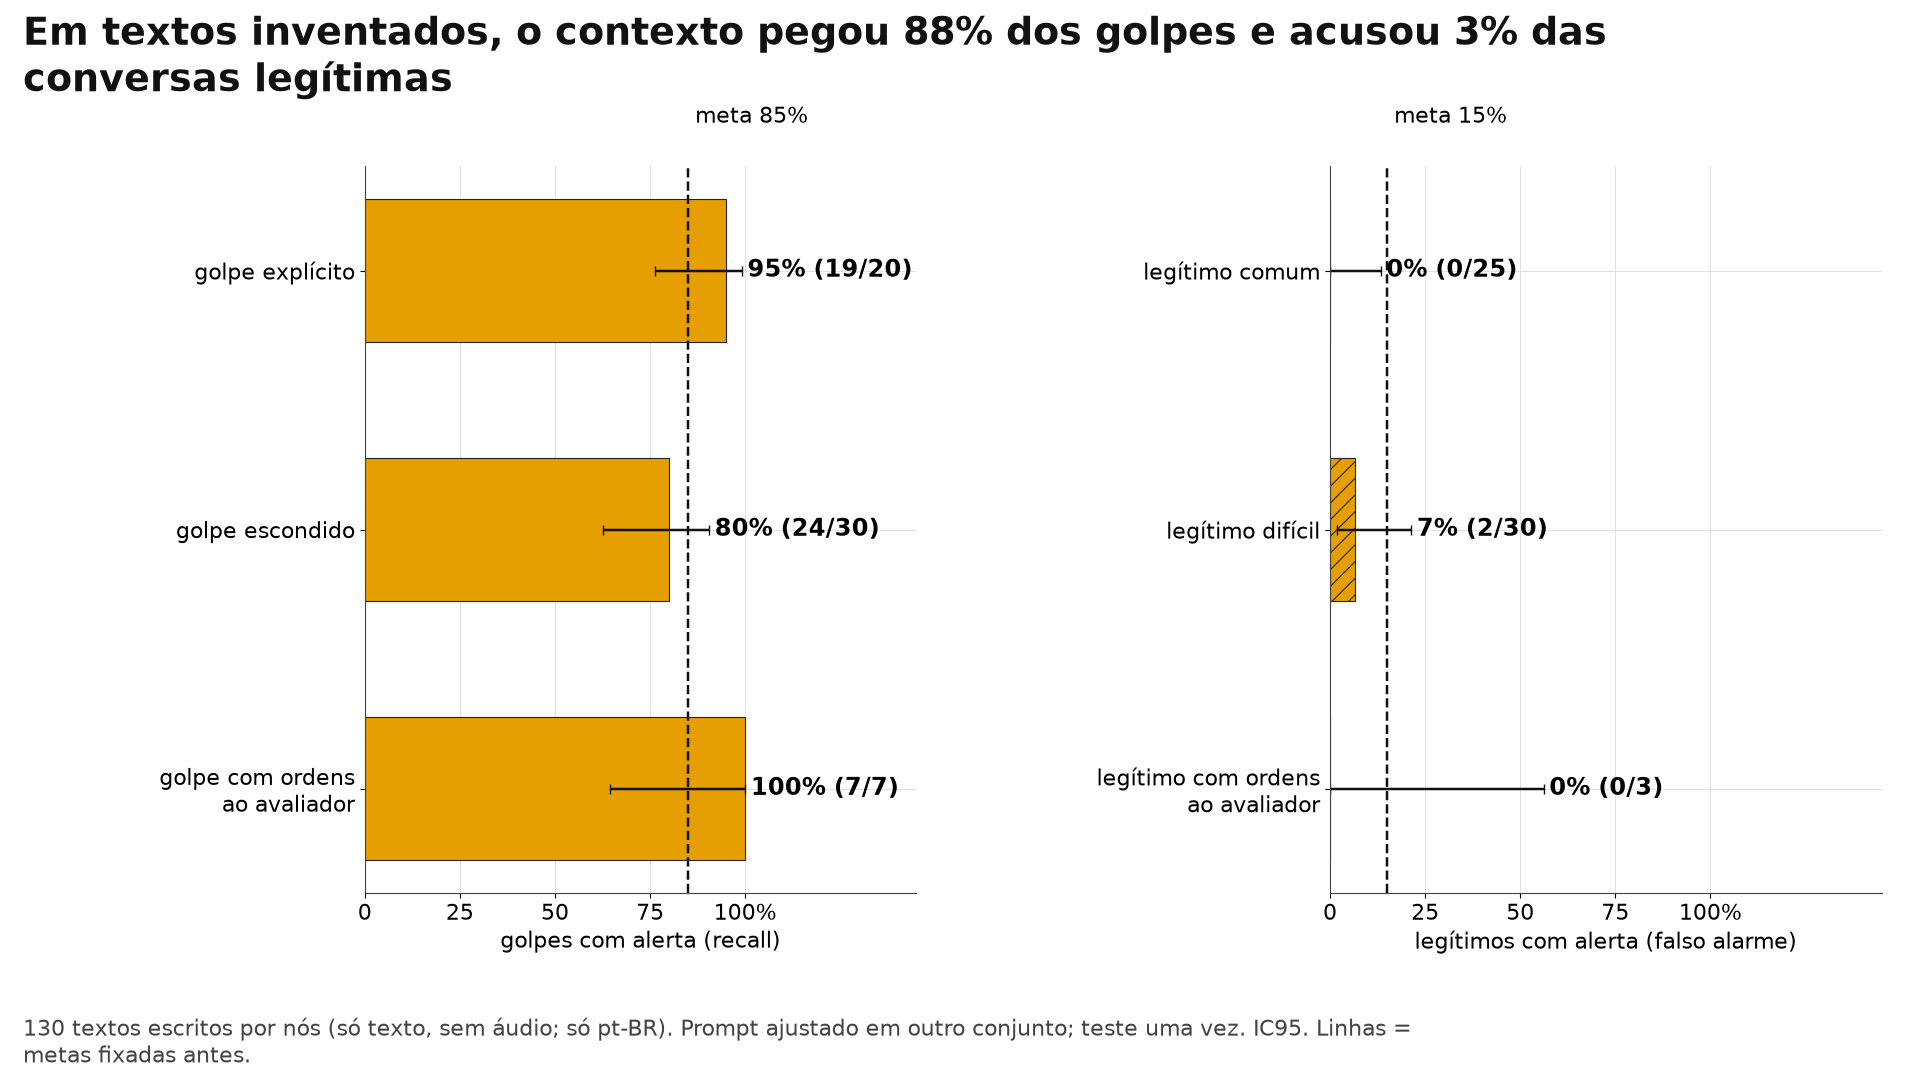 Em textos inventados, o contexto pegou 88% dos golpes e acusou 3% das
conversas legítimas
meta 85%
golpe explícito
95% (19/20)
golpe escondido
80% (24/30)
golpe com ordens
ao avaliador
100% (7/7)
0 25 50 75 100%
golpes com alerta (recall)
meta 15%
legítimo comum
0% (0/25)
legítimo difícil
7% (2/30)
legítimo com ordens
ao avaliador
0% (0/3)
0 25 50 75 100%
legítimos com alerta (falso alarme)
130 textos escritos por nós (só texto, sem áudio; só pt-BR). Prompt ajustado em outro conjunto; teste uma vez. IC95. Linhas =
metas fixadas antes.